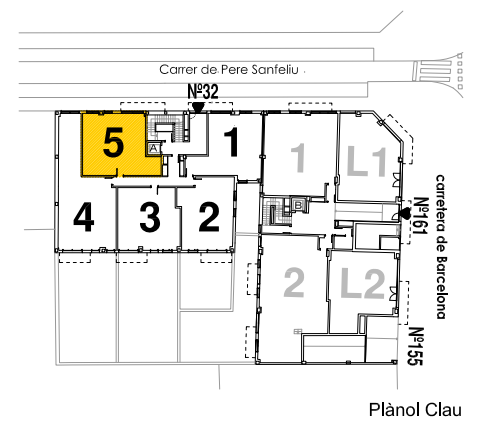 Carrer de Pere Sanfeliu
Nº32
5
A
1
1
L1
4
3
2
B
Nº161
carretera de Barcelona
2
L2
Nº155
Plànol Clau